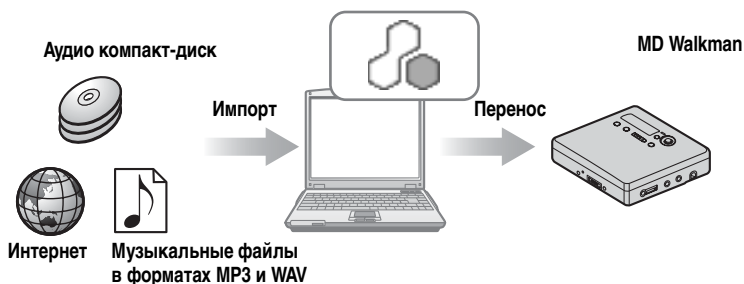 Аудио компакт-диск
MD Walkman
Импорт
Перенос
Интернет
Музыкальные файлы
в форматах MP3 и WAV